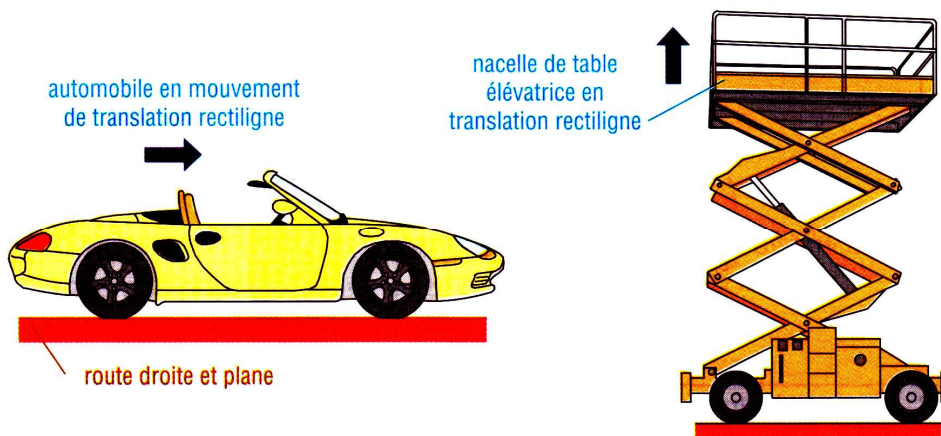 automobile en mouvement
de translation rectiligne
nacelle de table
élévatrice en
translation rectiligne
route droite et plane